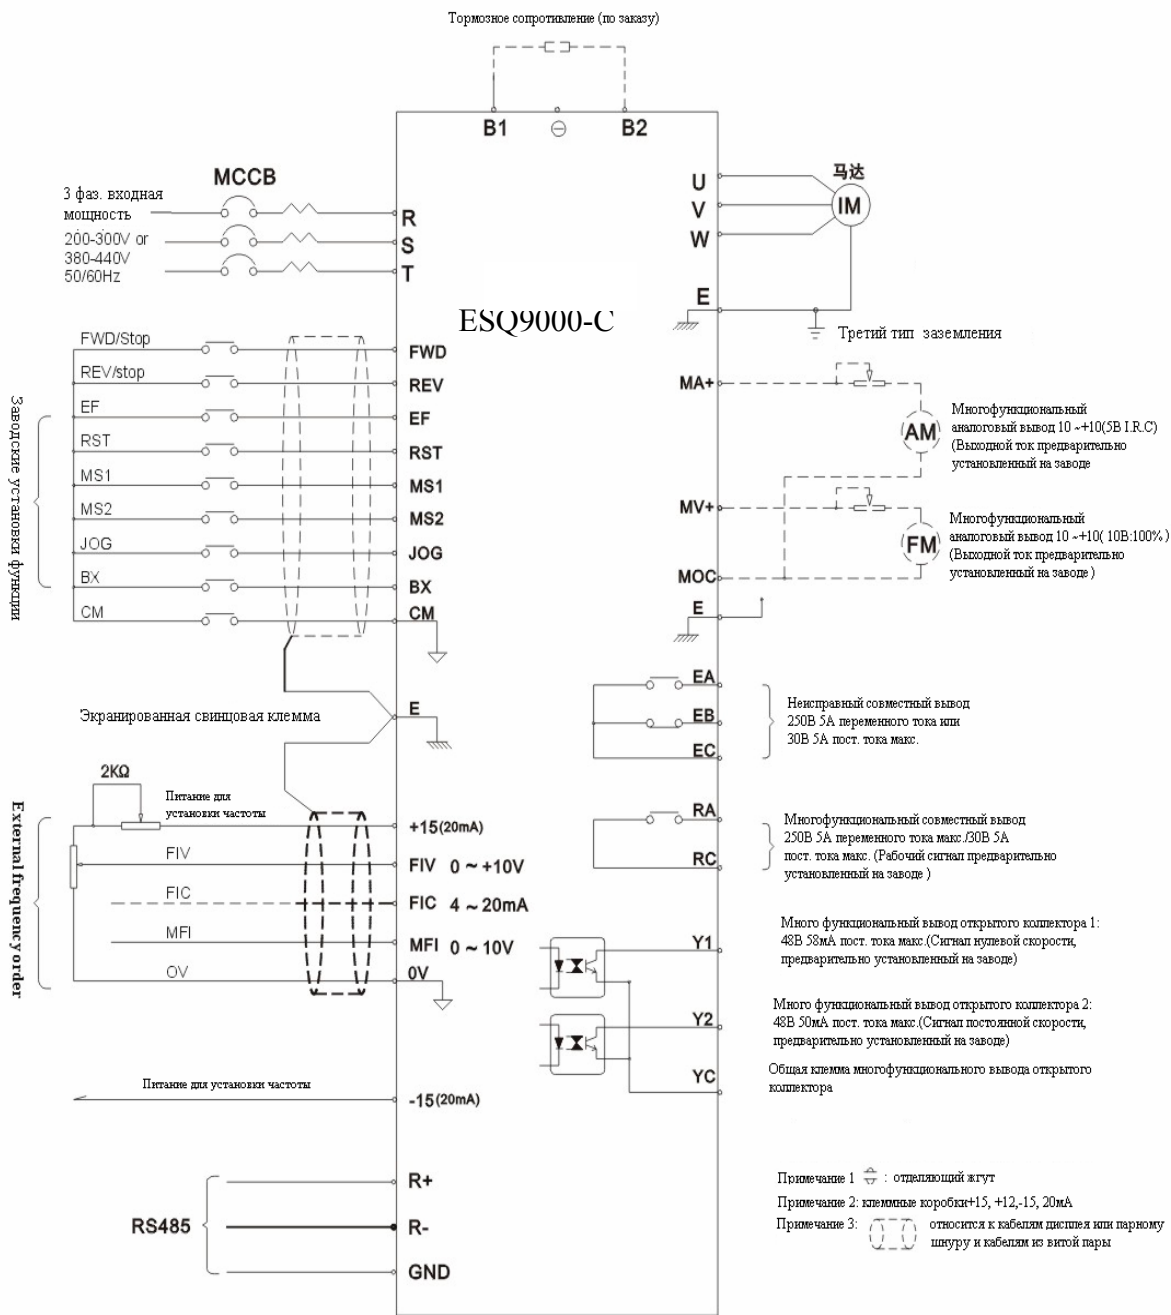 Тормозное сопротивление (по заказу)
B1
B2
MCCB
3 фаз. входная
мощность
200-300V or
380-440V
50/60Hz
R
S
T
U
V
W
E
马达
IM
ESQ9000-C
Третий тип заземления
Заводские установки функции
FWD/Stop
FWD
REV/stop
REV
EF
EF
RST
RST
MS1
MS1
MS2
MS2
JOG
JOG
BX
BX
CM
CM
MA+
AM
Многофункциональный
аналоговый вывод 10 ~+10(5В I.R.C)
(Выходной ток предварительно
установленный на заводе
MV+
FM
Многофункциональный
аналоговый вывод 10 ~+10( 10В:100% )
(Выходной ток предварительно
установленный на заводе )
MOC
E
Экранированная свинцовая клемма
E
EA
EB
EC
Неисправный совместный вывод
250В 5А переменного тока или
30В 5А пост. тока макс.
External frequency order
2KΩ
Питание для
установки частоты
+15(20mA)
FIV
FIV 0 ~ +10V
FIC
FIC 4 ~ 20mA
MFI
MFI 0 ~ 10V
OV
0V
RA
RC
Многофункциональный совместный вывод
250В 5А переменного тока макс./30В 5А
пост. тока макс. (Рабочий сигнал предварительно
установленный на заводе )
Y1
Много функциональный вывод открытого коллектора 1:
48В 58мА пост. тока макс.(Сигнал нулевой скорости,
предварительно установленный на заводе)
Y2
Много функциональный вывод открытого коллектора 2:
48В 50мА пост. тока макс.(Сигнал постоянной скорости,
предварительно установленный на заводе)
YC
Общая клемма многофункционального вывода открытого
коллектора
Питание для установки частоты
-15(20mA)
RS485
R+
R-
GND
Примечание 1 : отделяющий жгут
Примечание 2: клеммные коробки+15, +12,-15, 20мА
Примечание 3: относится к кабелям дисплея или парному
шнуру и кабелям из витой пары